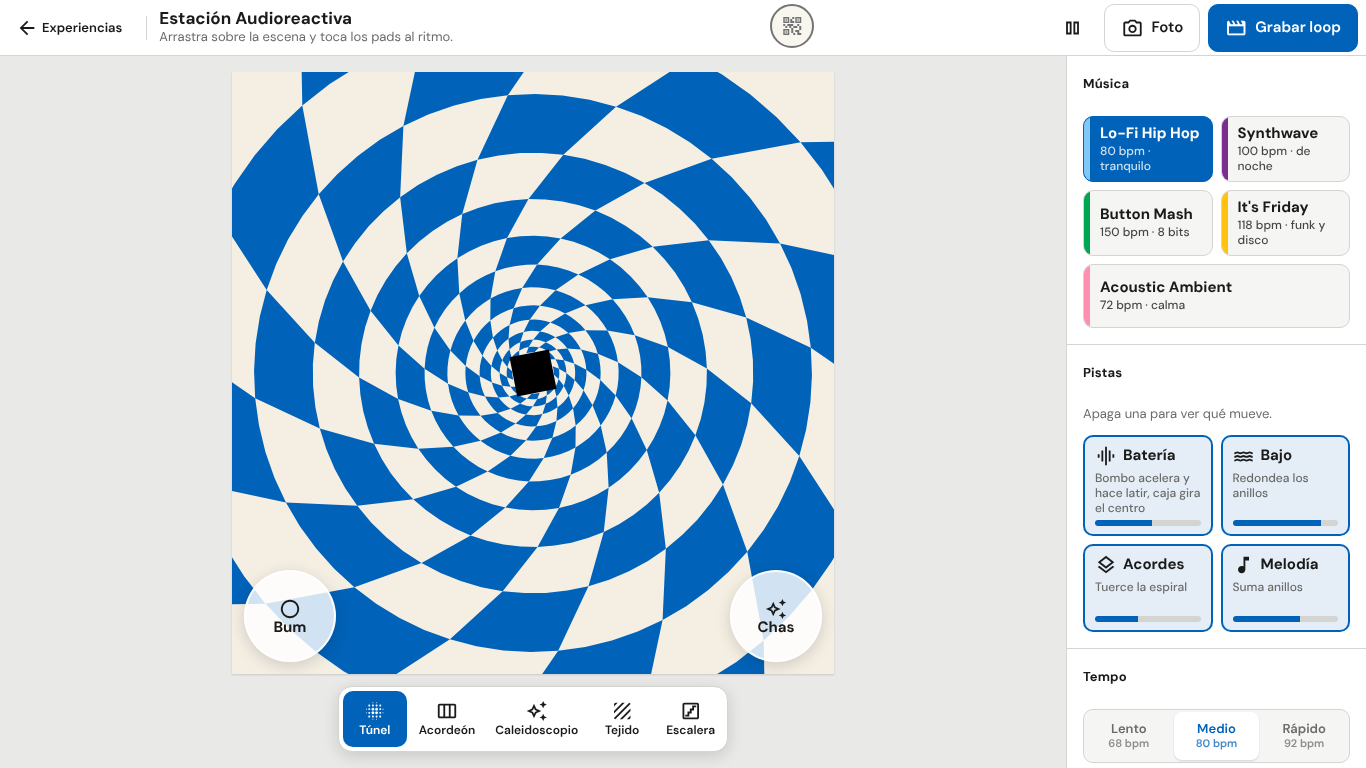 Experiencias
Estación Audioreactiva
Arrastra sobre la escena y toca los pads al ritmo.
Foto
Grabar loop
Bum
Chas
Túnel
Acordeón
Caleidoscopio
Tejido
Escalera
Música
Lo-Fi Hip Hop
80 bpm ·
tranquilo
Synthwave
100 bpm · de
noche
Button Mash
150 bpm · 8 bits
It's Friday
118 bpm · funk y
disco
Acoustic Ambient
72 bpm · calma
Pistas
Apaga una para ver qué mueve.
Batería
Bombo acelera y
hace latir, caja gira
el centro
Bajo
Redondea los
anillos
Acordes
Tuerce la espiral
Melodía
Suma anillos
Tempo
Lento
68 bpm
Medio
80 bpm
Rápido
92 bpm